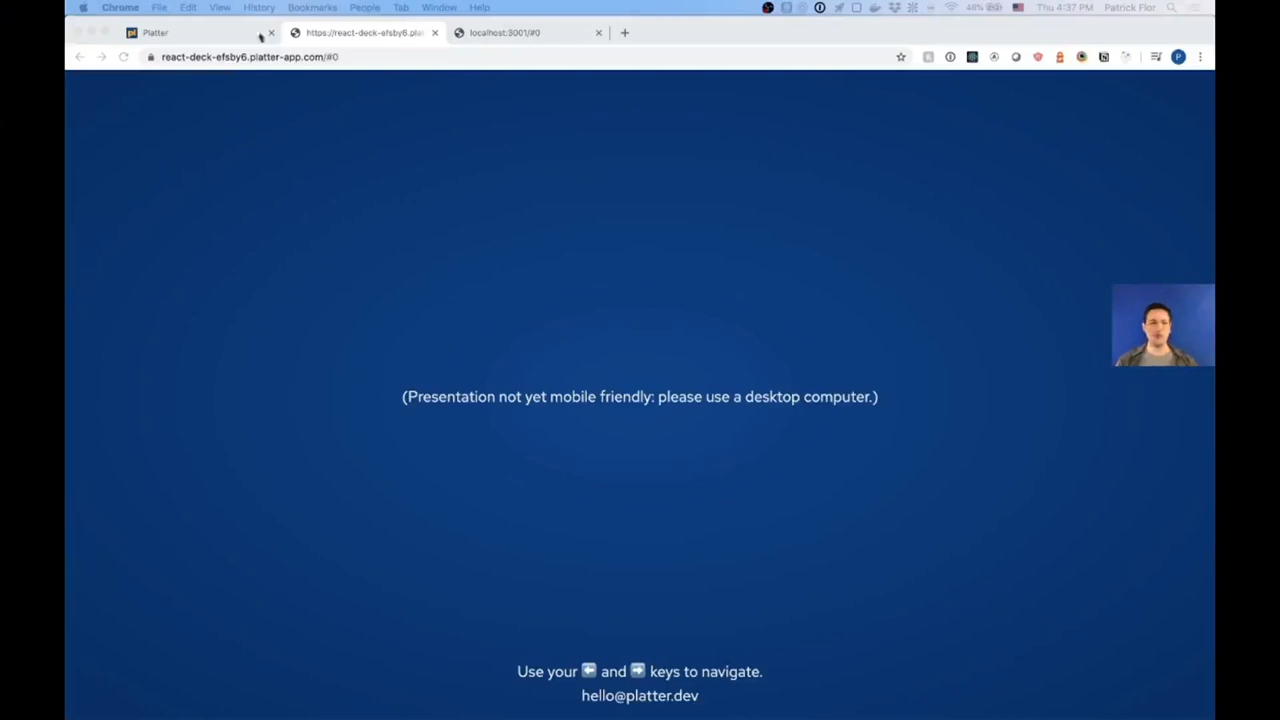 Chrome File Edit View History Bookmarks People Tab Window Help 48% Thu 4:37 PM Patrick Flor
Platter https://react-deck-efsby6.plat localhost:3001/#0
react-deck-efsby6.platter-app.com/#0
(Presentation not yet mobile friendly: please use a desktop computer.)
Use your ⬅️ and ➡️ keys to navigate.
hello@platter.dev